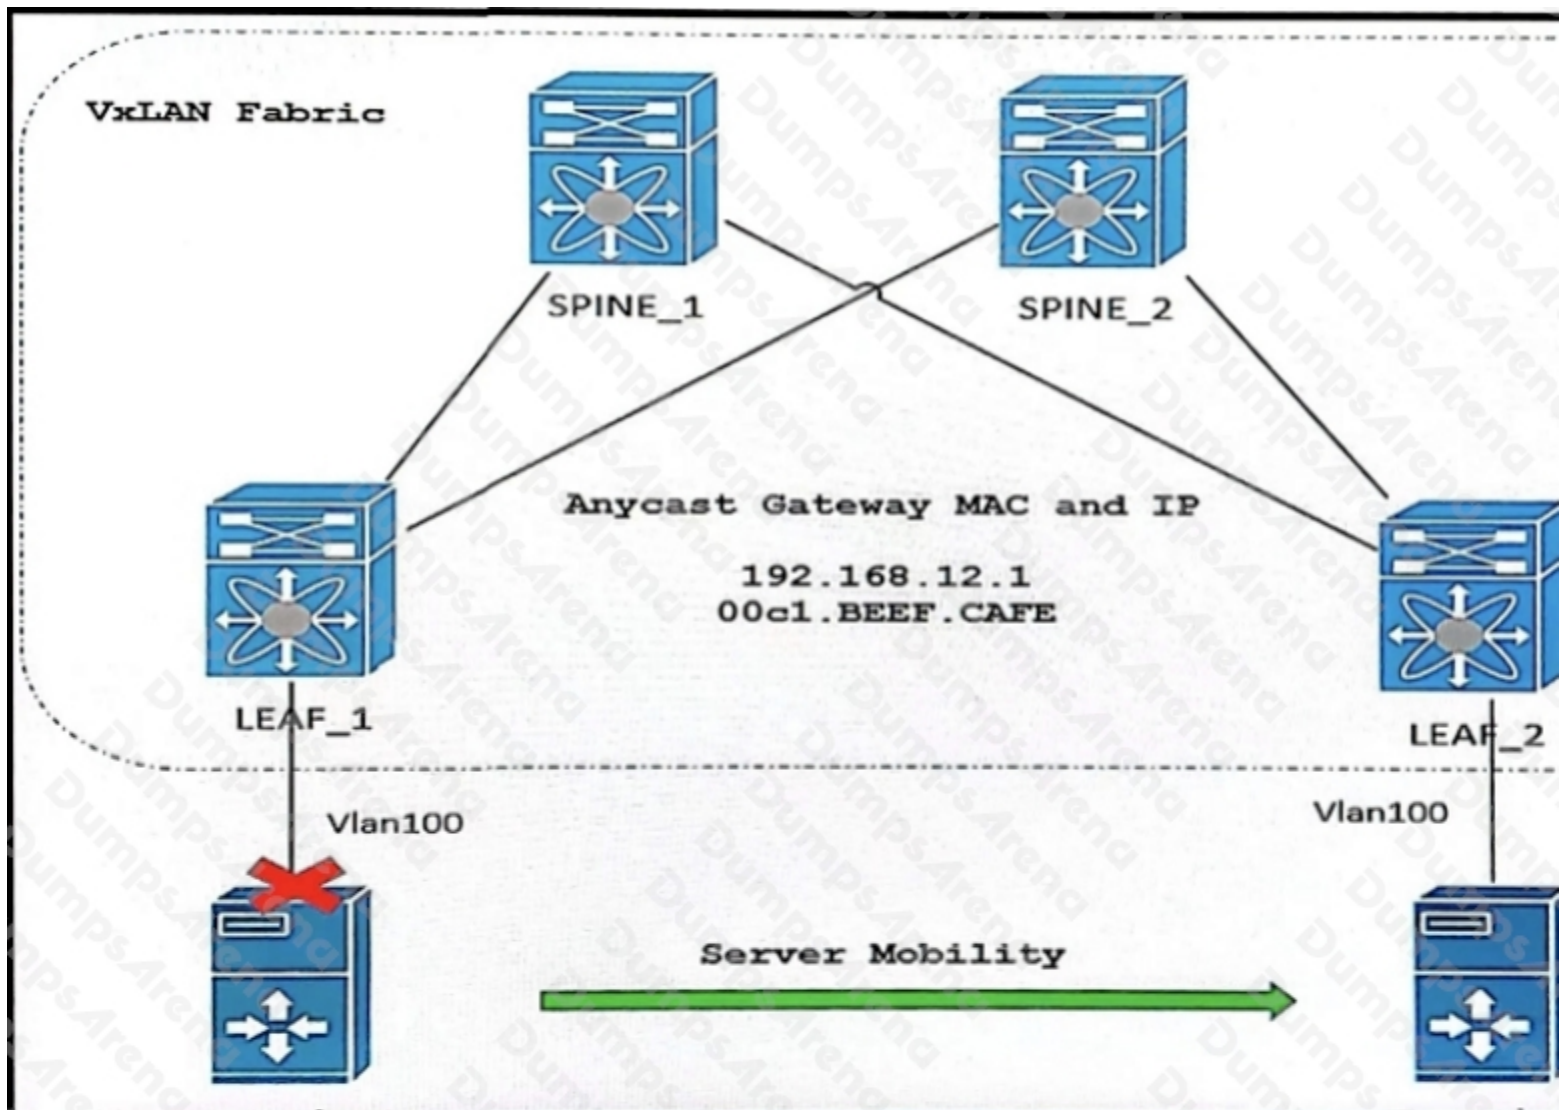 VxLAN Fabric
SPINE_1
SPINE_2
Anycast Gateway MAC and IP
192.168.12.1
00c1.BEEF.CAFE
LEAF_1
LEAF_2
Vlan100
Vlan100
Server Mobility
DumpsArena